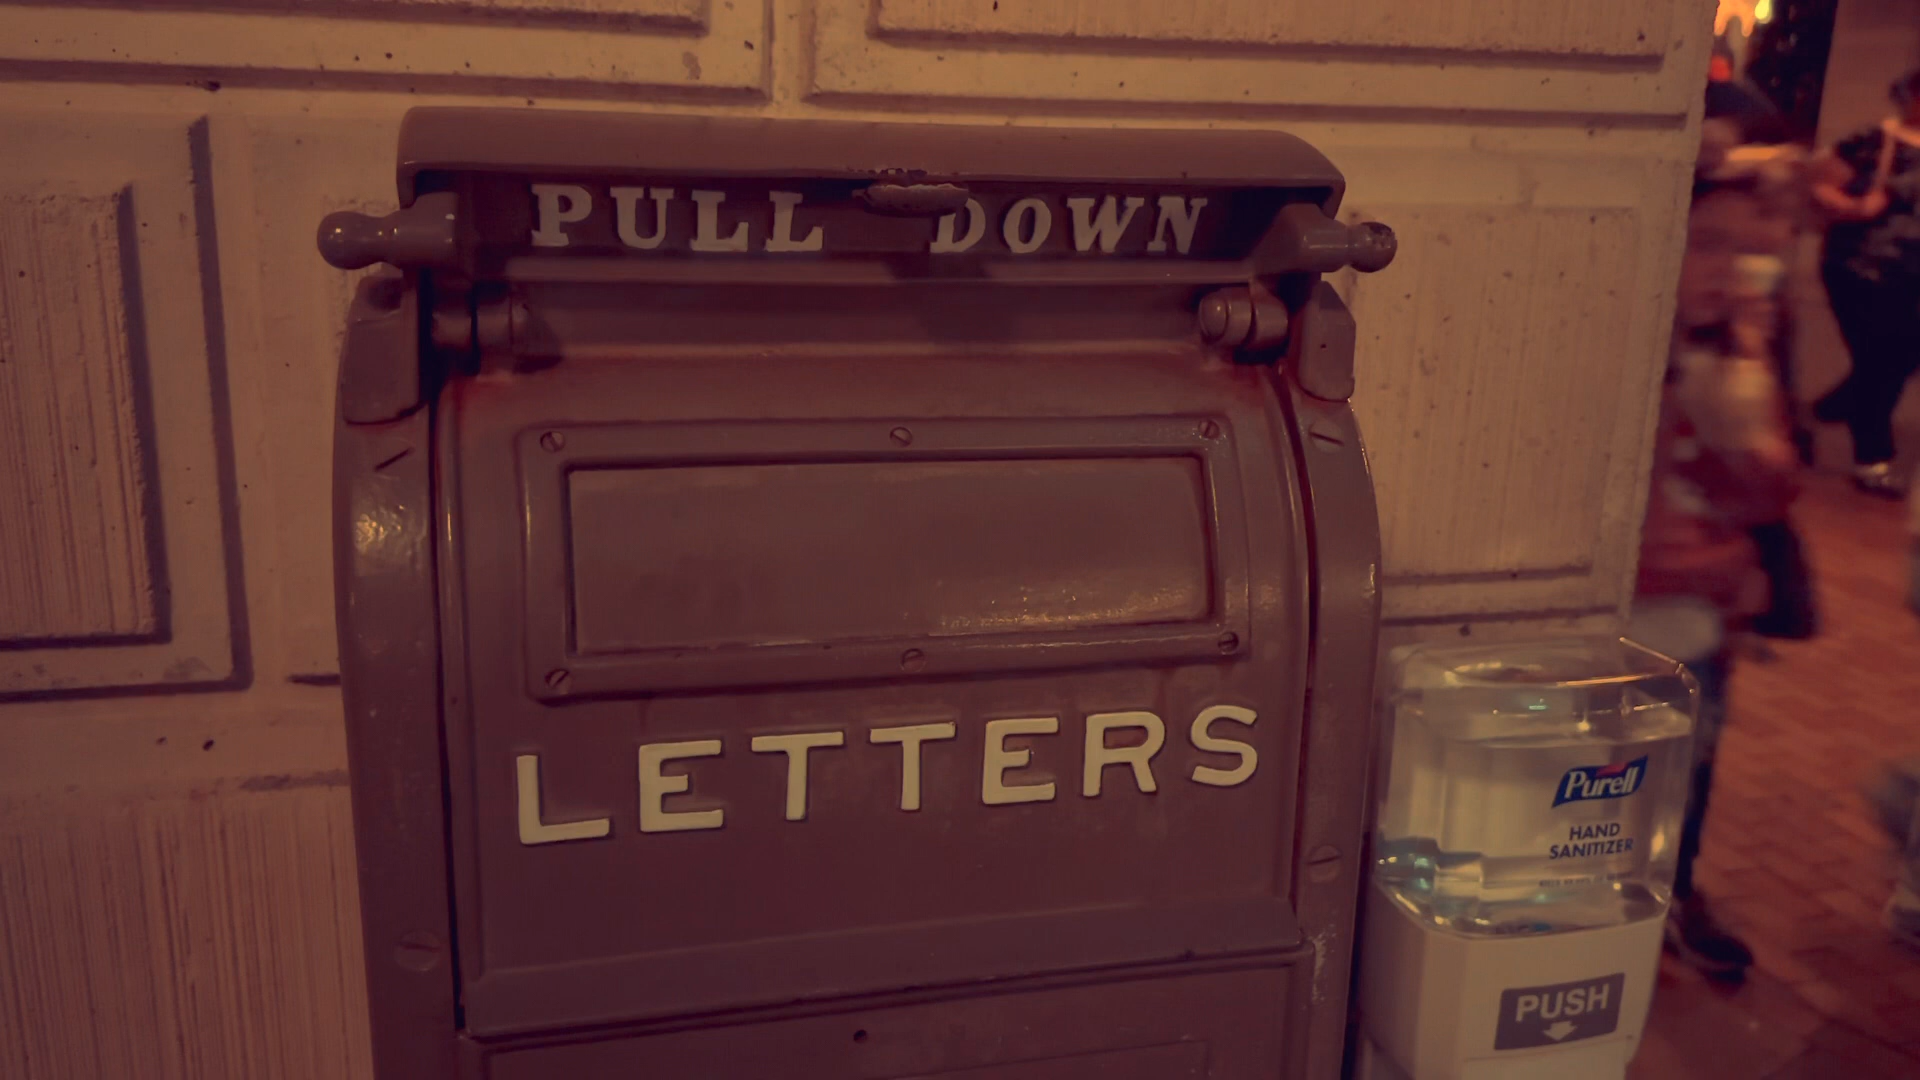 PULL DOWN
LETTERS
Purell
HAND
SANITIZER
PUSH